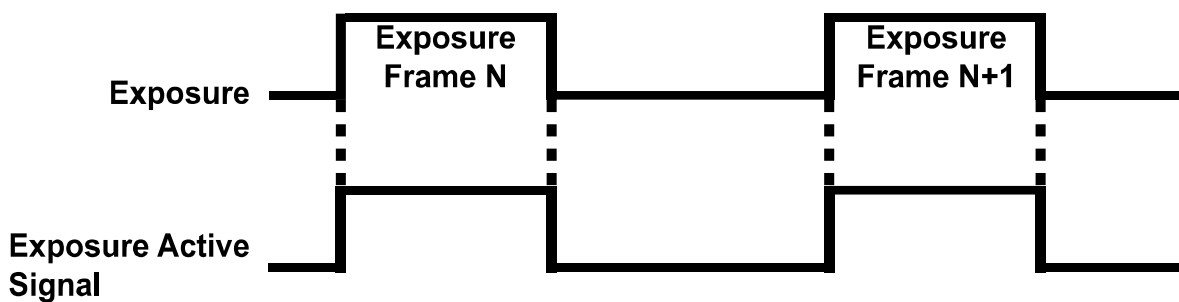 Exposure
Frame N
Exposure
Frame N+1
Exposure
Exposure Active
Signal